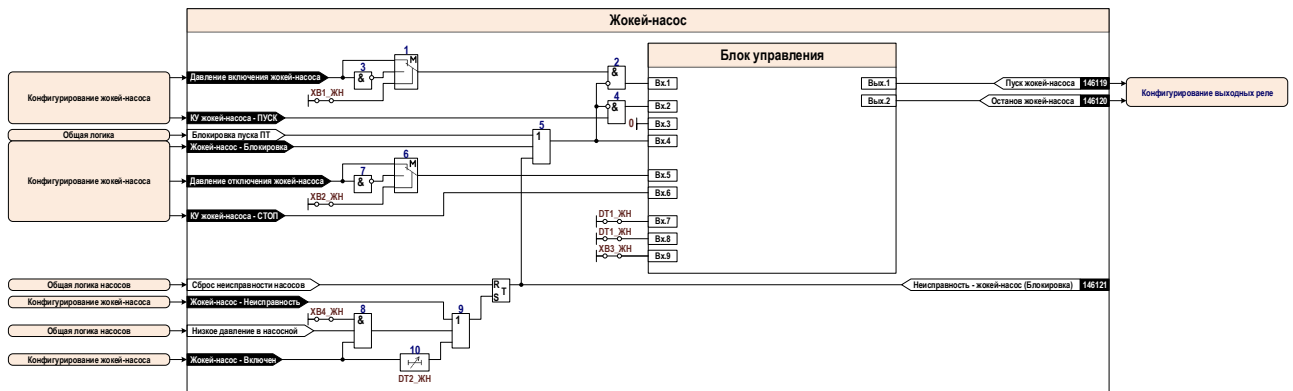 Жокей-насос
Блок управления
1
M
3
&
2
&
Давление включения жокей-насоса
XB1_ЖН
Вх.1
Вых.1
Пуск жокей-насоса
146119
Конфигурирование жокей-насоса
4
&
Вх.2
Вых.2
Останов жокей-насоса
146120
Конфигурирование выходных реле
КУ жокей-насоса - ПУСК
0
Вх.3
Общая логика
Блокировка пуска ПТ
5
1
Вх.4
Жокей-насос - Блокировка
6
M
7
&
Конфигурирование жокей-насоса
Давление отключения жокей-насоса
Вх.5
XB2_ЖН
Вх.6
КУ жокей-насоса - СТОП
DT1_ЖН
Вх.7
DT1_ЖН
Вх.8
XB3_ЖН
Вх.9
Общая логика насосов
Сброс неисправности насосов
R
S
T
Неисправность - жокей-насос (Блокировка)
146121
Конфигурирование жокей-насоса
Жокей-насос - Неисправность
XB4_ЖН
8
&
9
1
Общая логика насосов
Низкое давление в насосной
Конфигурирование жокей-насоса
Жокей-насос - Включен
10
DT2_ЖН